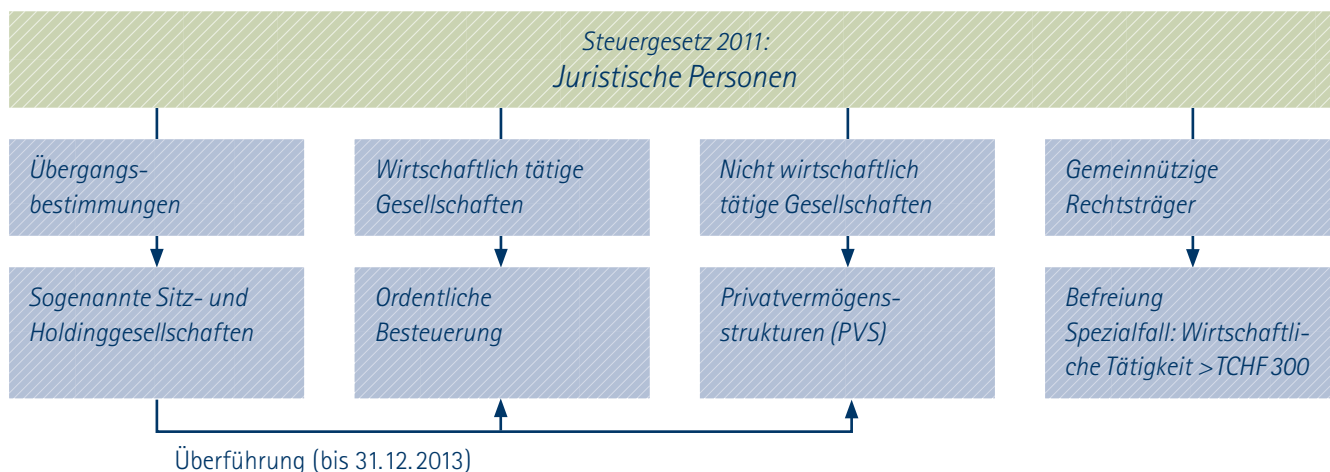 Steuergesetz 2011:
Juristische Personen
Übergangs-
bestimmungen
Wirtschaftlich tätige
Gesellschaften
Nicht wirtschaftlich
tätige Gesellschaften
Gemeinnützige
Rechtsträger
Sogenannte Sitz- und
Holdinggesellschaften
Ordentliche
Besteuerung
Privatvermögens-
strukturen (PVS)
Befreiung
Spezialfall: Wirtschaftli-
che Tätigkeit >TCHF 300
Überführung (bis 31.12.2013)